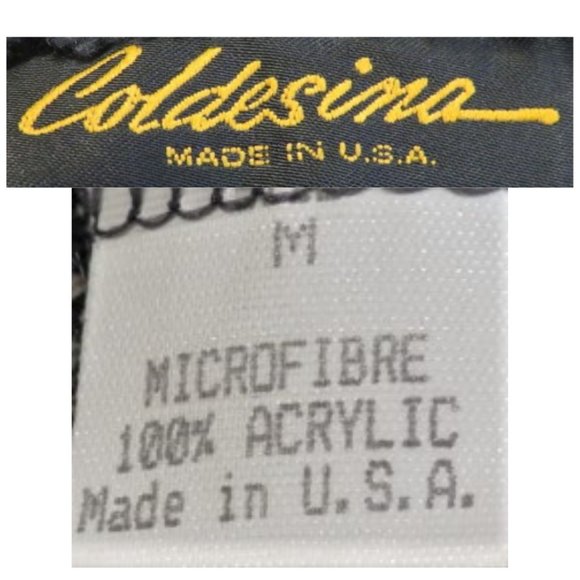 Coldesina
MADE IN U.S.A.
M
MICROFIBRE
100% ACRYLIC
Made in U.S.A.